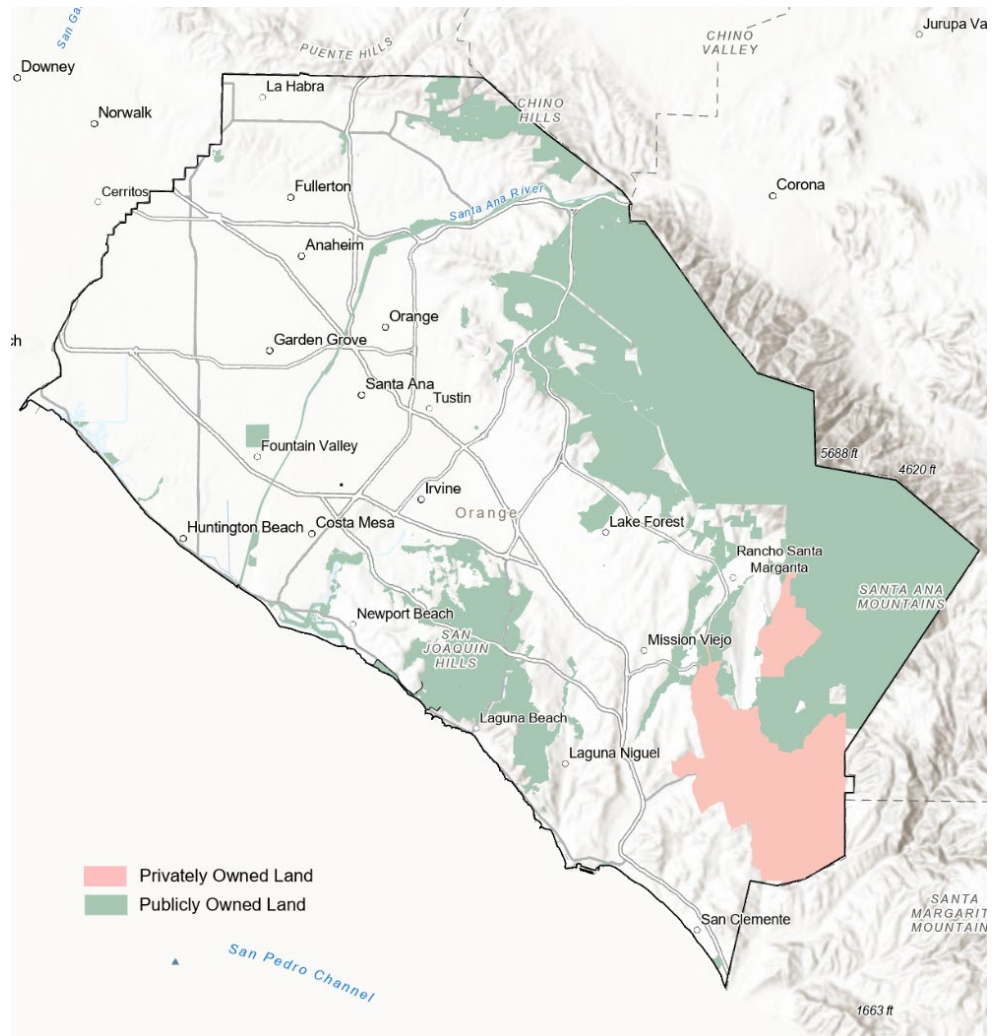 San Ga
PUENTE HILLS
CHINO
VALLEY
Jurupa Va
Downey
La Habra
CHINO
HILLS
Norwalk
Cerritos
Fullerton
Santa Ana River
Corona
Anaheim
Orange
ch
Garden Grove
Santa Ana
Tustin
Fountain Valley
5688 ft
4620 ft
Irvine
Orange
Huntington Beach
Costa Mesa
Lake Forest
Rancho Santa
Margarita
SANTA ANA
MOUNTAINS
Newport Beach
SAN
JOAQUIN
HILLS
Mission Viejo
Laguna Beach
Laguna Niguel
Privately Owned Land
Publicly Owned Land
San Clemente
SANTA
MARGARIT
MOUNTAIN
San Pedro Channel
1663 ft